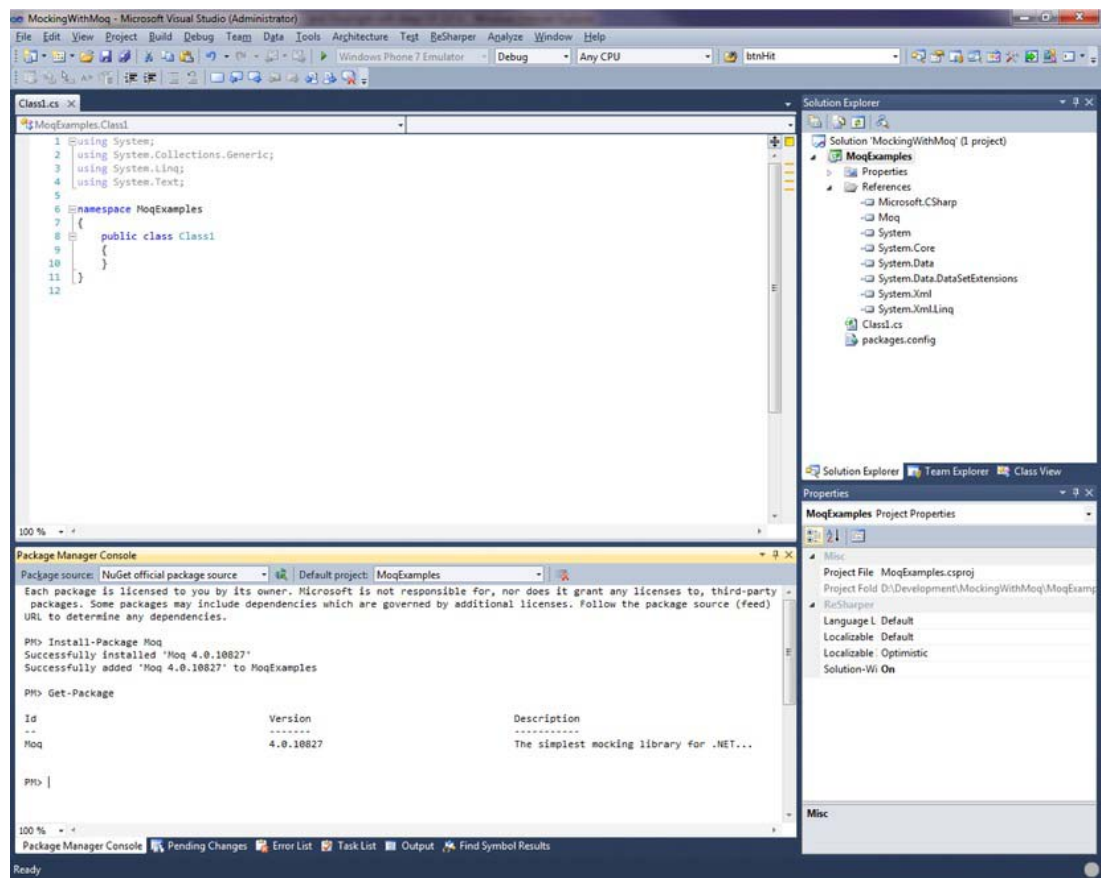 MockingWithMoq - Microsoft Visual Studio (Administrator)
File Edit View Project Build Debug Team Data Tools Architecture Test ReSharper Analyze Window Help
Windows Phone 7 Emulator Debug Any CPU btnHit
Class1.cs
MoqExamples.Class1
1 using System;
2 using System.Collections.Generic;
3 using System.Linq;
4 using System.Text;
5
6 namespace MoqExamples
7 {
8 public class Class1
9 {
10 }
11 }
12
100 %
Solution Explorer
Solution 'MockingWithMoq' (1 project)
MoqExamples
Properties
References
Microsoft.CSharp
Moq
System
System.Core
System.Data
System.Data.DataSetExtensions
System.Xml
System.Xml.Linq
Class1.cs
packages.config
Solution Explorer Team Explorer Class View
Properties
MoqExamples Project Properties
Misc
Project File MoqExamples.csproj
Project Fold D:\Development\MockingWithMoq\MoqExamp
ReSharper
Language L Default
Localizable Default
Localizable Optimistic
Solution-Wi On
Misc
Package Manager Console
Package source: NuGet official package source Default project: MoqExamples
Each package is licensed to you by its owner. Microsoft is not responsible for, nor does it grant any licenses to, third-party
packages. Some packages may include dependencies which are governed by additional licenses. Follow the package source (feed)
URL to determine any dependencies.
PM> Install-Package Moq
Successfully installed 'Moq 4.0.10827'
Successfully added 'Moq 4.0.10827' to MoqExamples
PM> Get-Package
Id Version Description
-- ------- -----------
Moq 4.0.10827 The simplest mocking library for .NET...
PM>
100 %
Package Manager Console Pending Changes Error List Task List Output Find Symbol Results
Ready